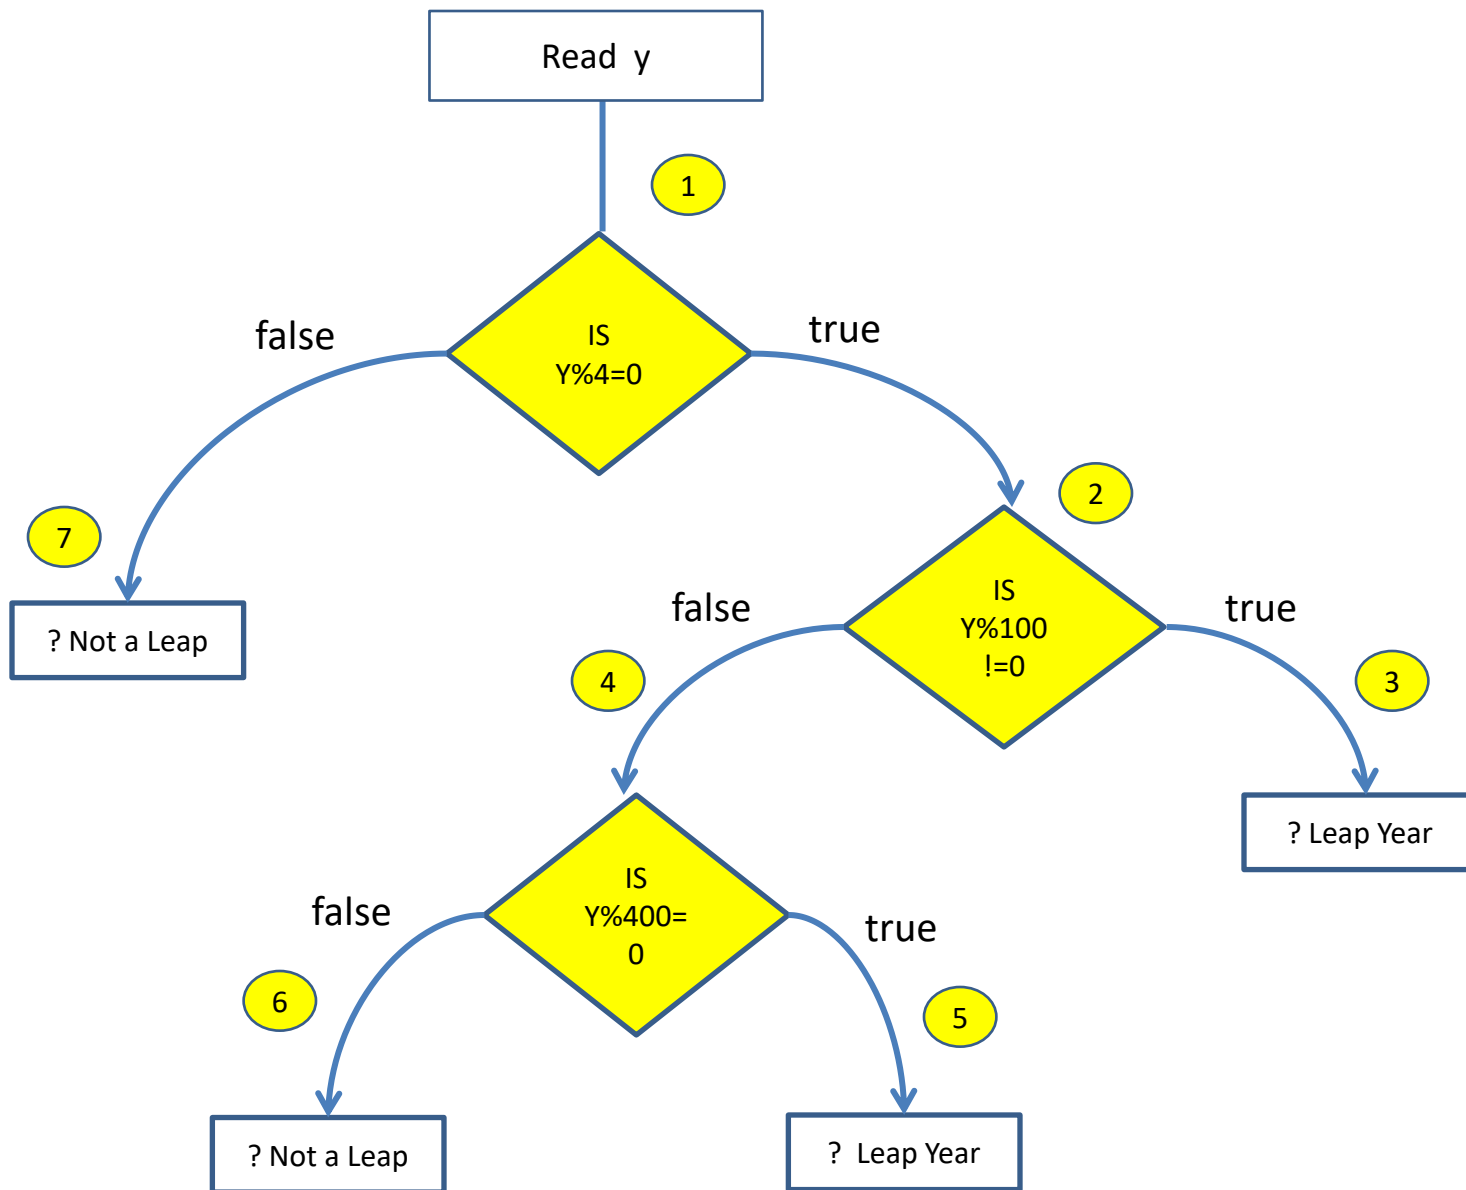 Read  y
1
false
true
IS
Y%4=0
2
7
? Not a Leap
false
true
IS
Y%100
!=0
4
3
? Leap Year
IS
Y%400=
0
false
true
6
5
? Not a Leap
?  Leap Year